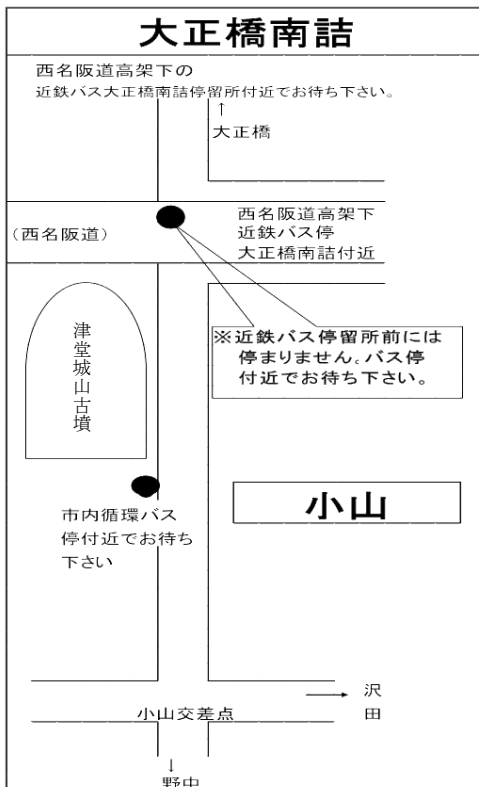 大正橋南詰
西名阪道高架下の
近鉄バス大正橋南詰停留所付近でお待ち下さい。
↑
大正橋
(西名阪道)
西名阪道高架下
近鉄バス停
大正橋南詰付近
※近鉄バス停留所前には
停まりません。バス停
付近でお待ち下さい。
津堂城山古墳
小山
市内循環バス
停付近でお待ち
下さい
小山交差点
→ 沢
田
↓
野中